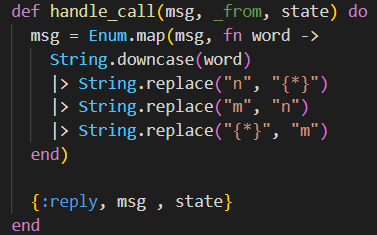 def handle_call(msg, _from, state) do
  msg = Enum.map(msg, fn word ->
    String.downcase(word)
    |> String.replace("n", "{*}")
    |> String.replace("m", "n")
    |> String.replace("{*}", "m")
  end)

  {:reply, msg , state}
end